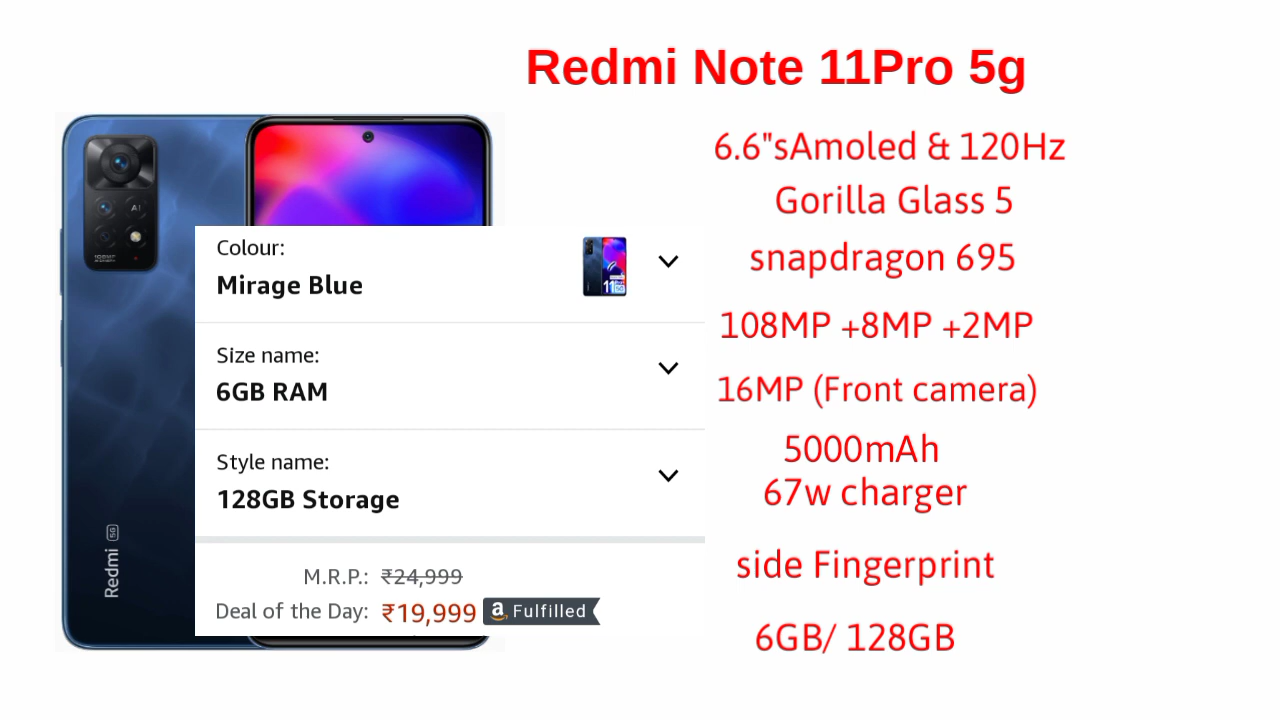 Redmi Note 11Pro 5g
6.6"sAmoled & 120Hz
Gorilla Glass 5
snapdragon 695
108MP +8MP +2MP
16MP (Front camera)
5000mAh
67w charger
side Fingerprint
6GB/ 128GB
AI
Redmi 5G
Colour:
Mirage Blue
Size name:
6GB RAM
Style name:
128GB Storage
M.R.P.: ₹24,999
Deal of the Day: ₹19,999 a Fulfilled